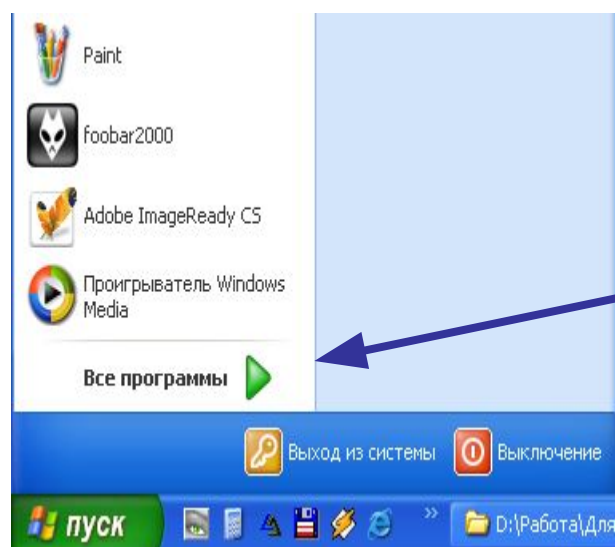 Paint
foobar2000
Adobe ImageReady CS
Проигрыватель Windows
Media
Все программы
Выход из системы
Выключение
пуск
»
D:\Работа\Для